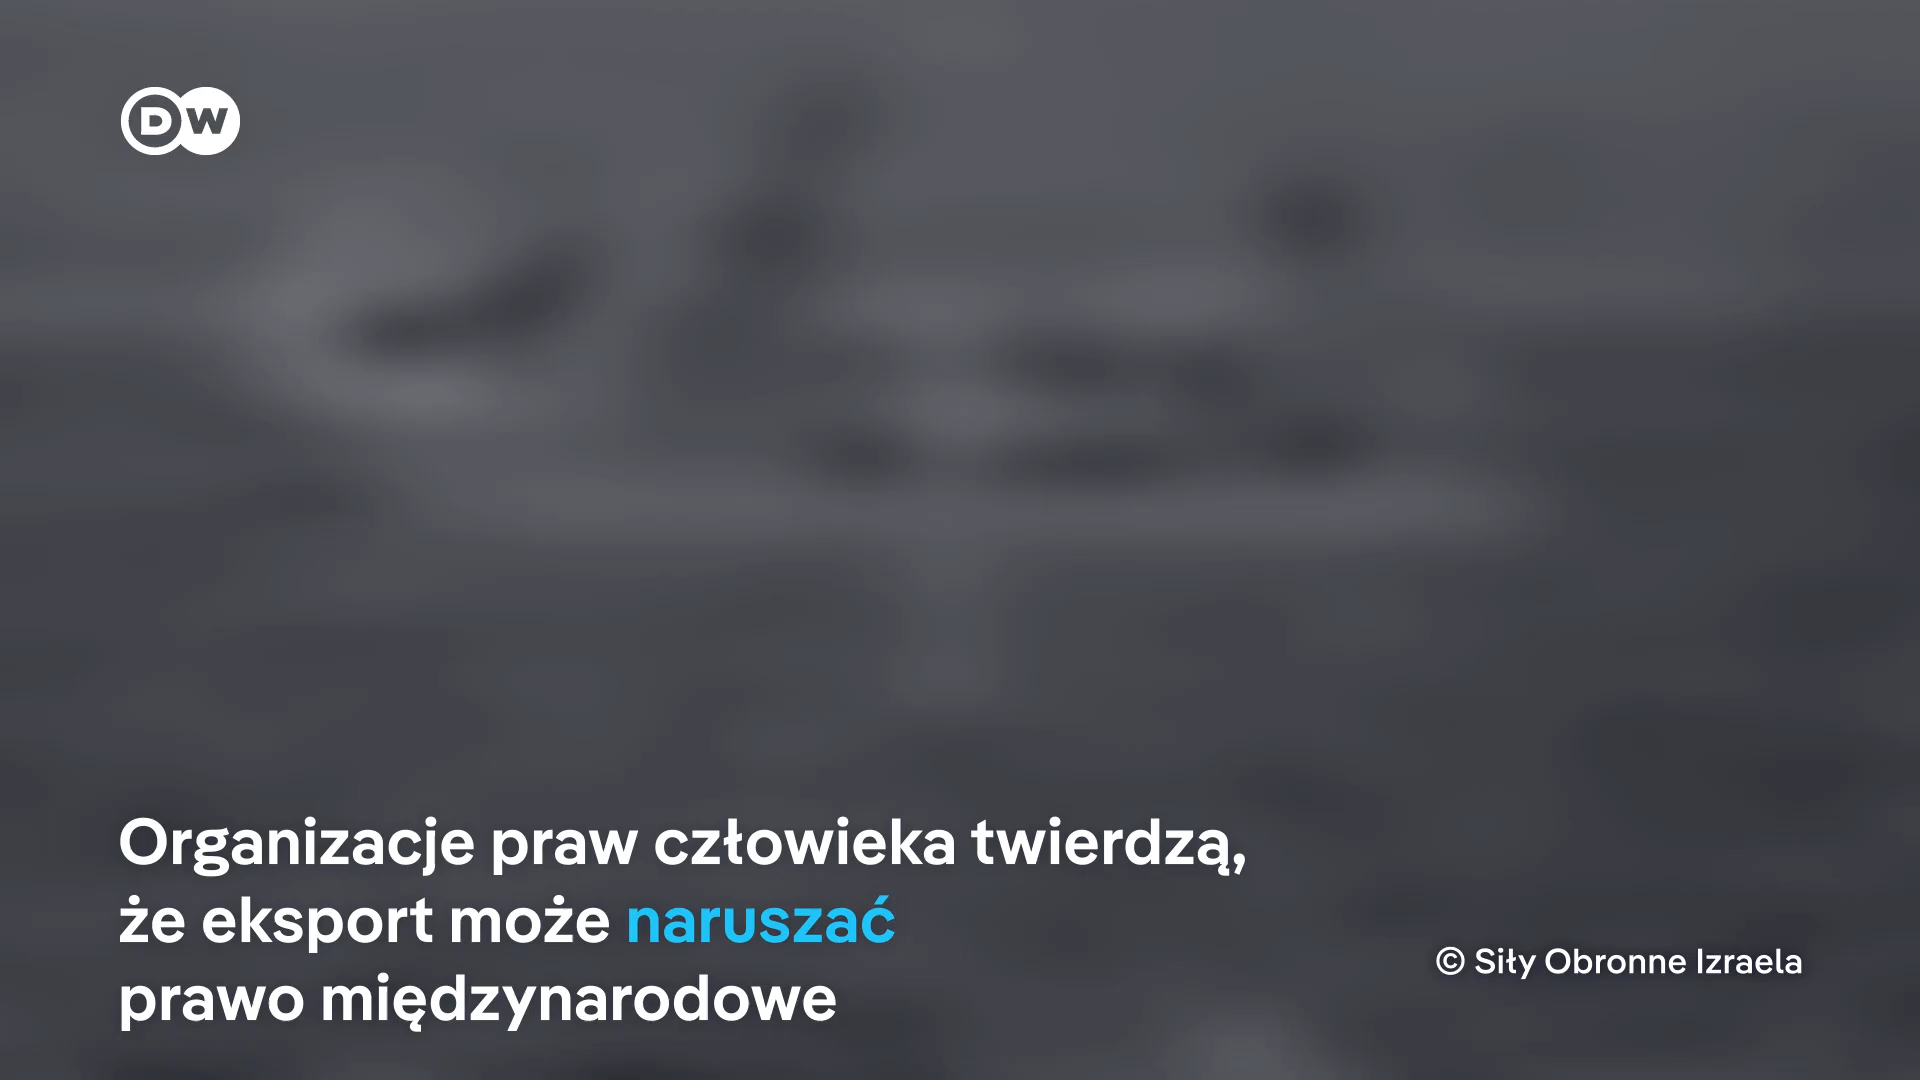 DW
Organizacje praw człowieka twierdzą,
że eksport może naruszać
prawo międzynarodowe
© Siły Obronne Izraela